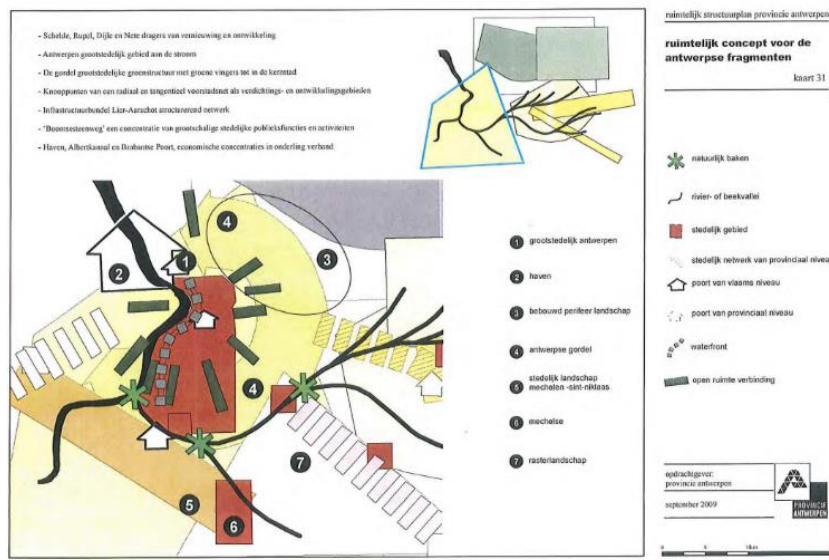 - Schelde, Rupel, Dijle en Nete dragers van vernieuwing en ontwikkeling
- Antwerpen grootstedelijk gebied aan de stroom
- De gordel grootstedelijke groenstructuur met groene vingers tot in de kernstad
- Knooppunten van een radiaal en tangentieel voorstadsnet als verdichtings- en ontwikkelingsgebieden
- Infrastructuurbundel Lier-Aarschot structurerend netwerk
- 'Boomsesteenweg' een concentratie van grootschalige stedelijke publieksfuncties en activiteiten
- Haven, Albertkanaal en Brabantse Poort, economische concentraties in onderling verband
4
1
2
3
4
7
5
6
1 grootstedelijk antwerpen
2 haven
3 bebouwd perifeer landschap
4 antwerpse gordel
5 stedelijk landschap
mechelen -sint-niklaas
6 mechelse
7 rasterlandschap
ruimtelijk structuurplan provincie antwerpen
ruimtelijk concept voor de
antwerpse fragmenten
kaart 31
natuurlijk baken
rivier- of beekvallei
stedelijk gebied
stedelijk netwerk van provinciaal nivea
poort van vlaams niveau
poort van provinciaal niveau
waterfront
open ruimte verbinding
opdrachtgever:
provincie antwerpen
september 2009
PROVINCIE
ANTWERPEN